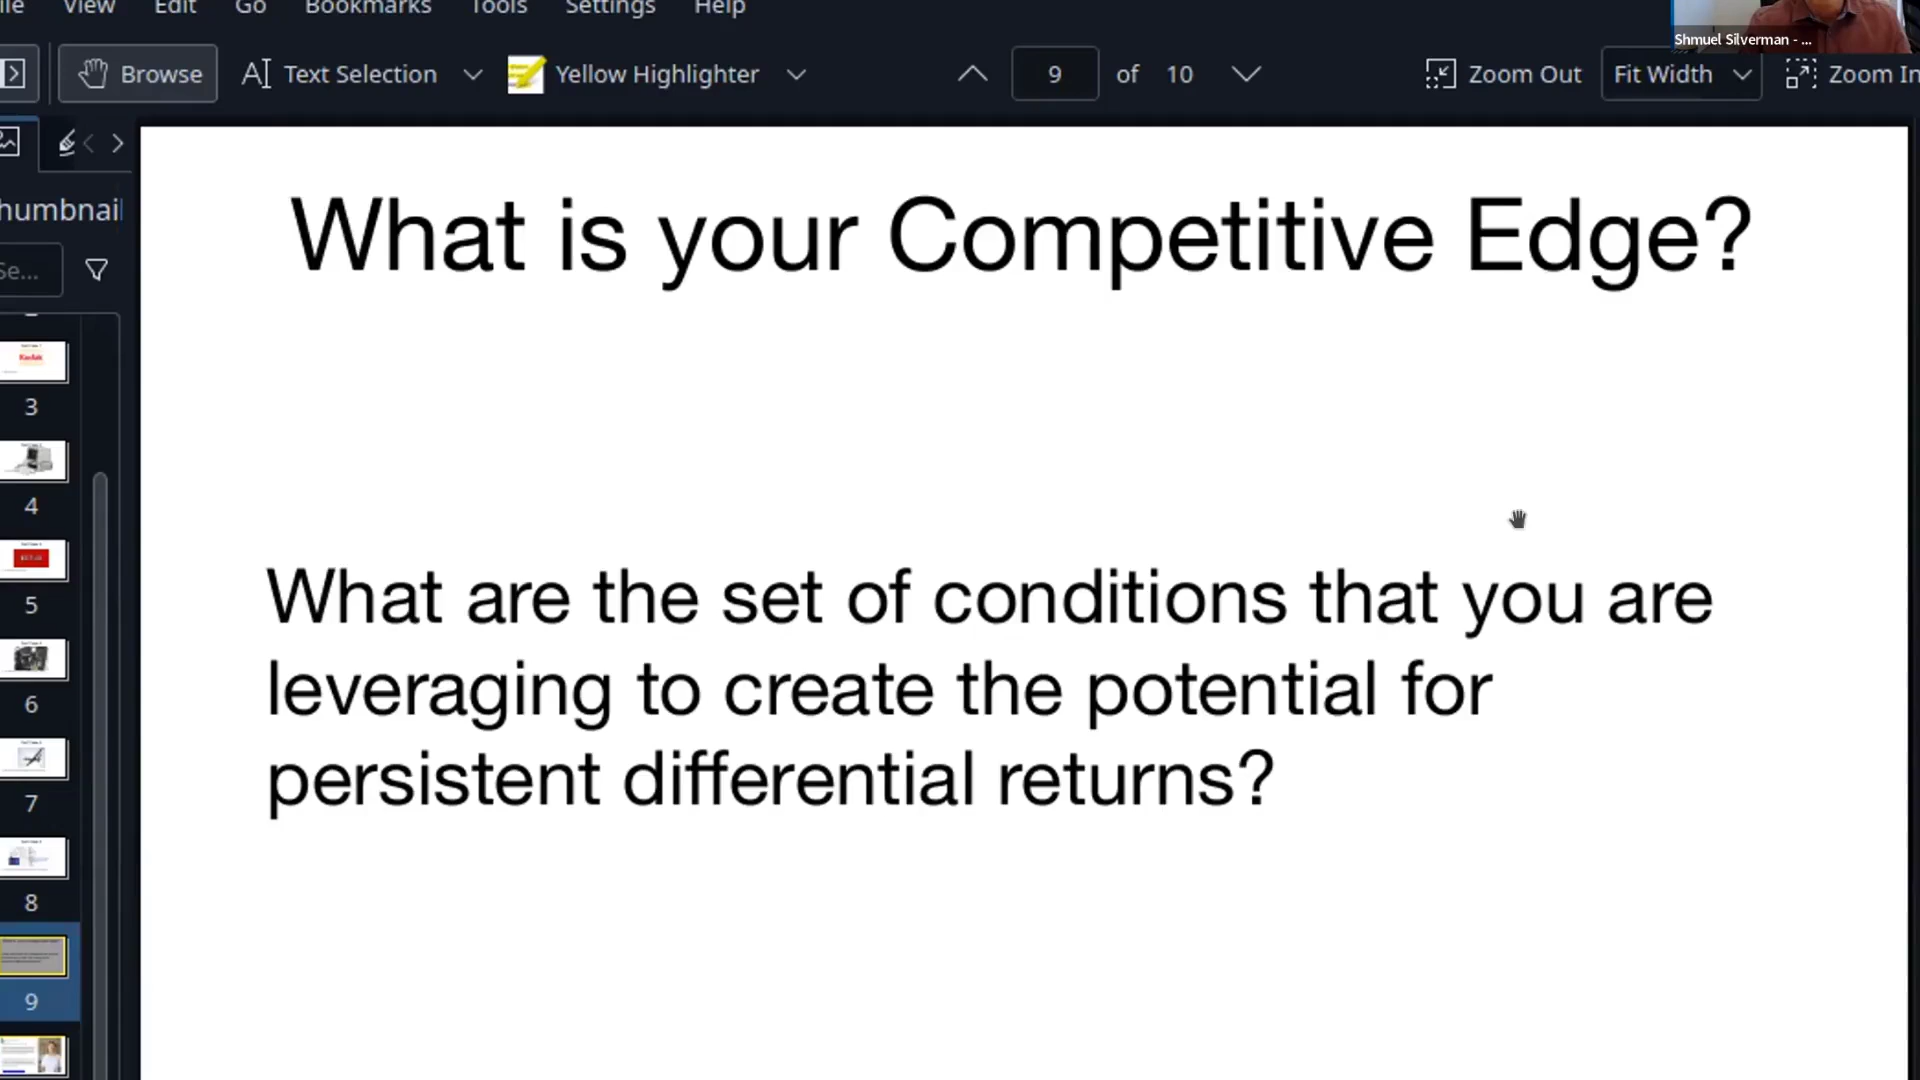 View Edit Go Bookmarks Tools Settings Help
Shmuel Silverman - ...
Browse Text Selection Yellow Highlighter 9 of 10 Zoom Out Fit Width Zoom In
humbnail
Se...
What is your Competitive Edge?
What are the set of conditions that you are
leveraging to create the potential for
persistent differential returns?
Kodak
3
4
5
6
7
8
9